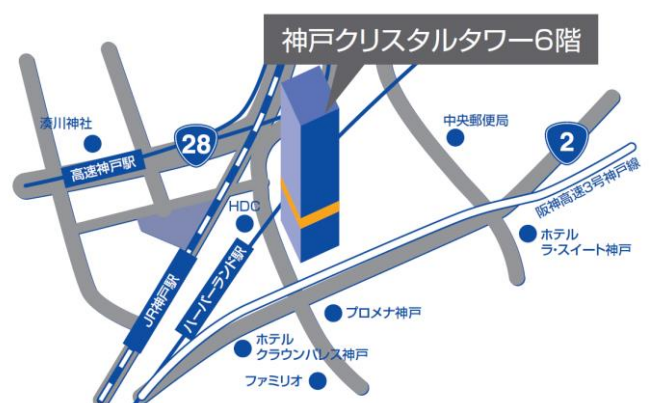 神戸クリスタルタワー6階
湊川神社
28
高速神戸駅
中央郵便局
2
阪神高速3号神戸線
HDC
ホテル
ラ・スイート神戸
JR神戸駅
ハーバーランド駅
プロメナ神戸
ホテル
クラウンパレス神戸
ファミリオ